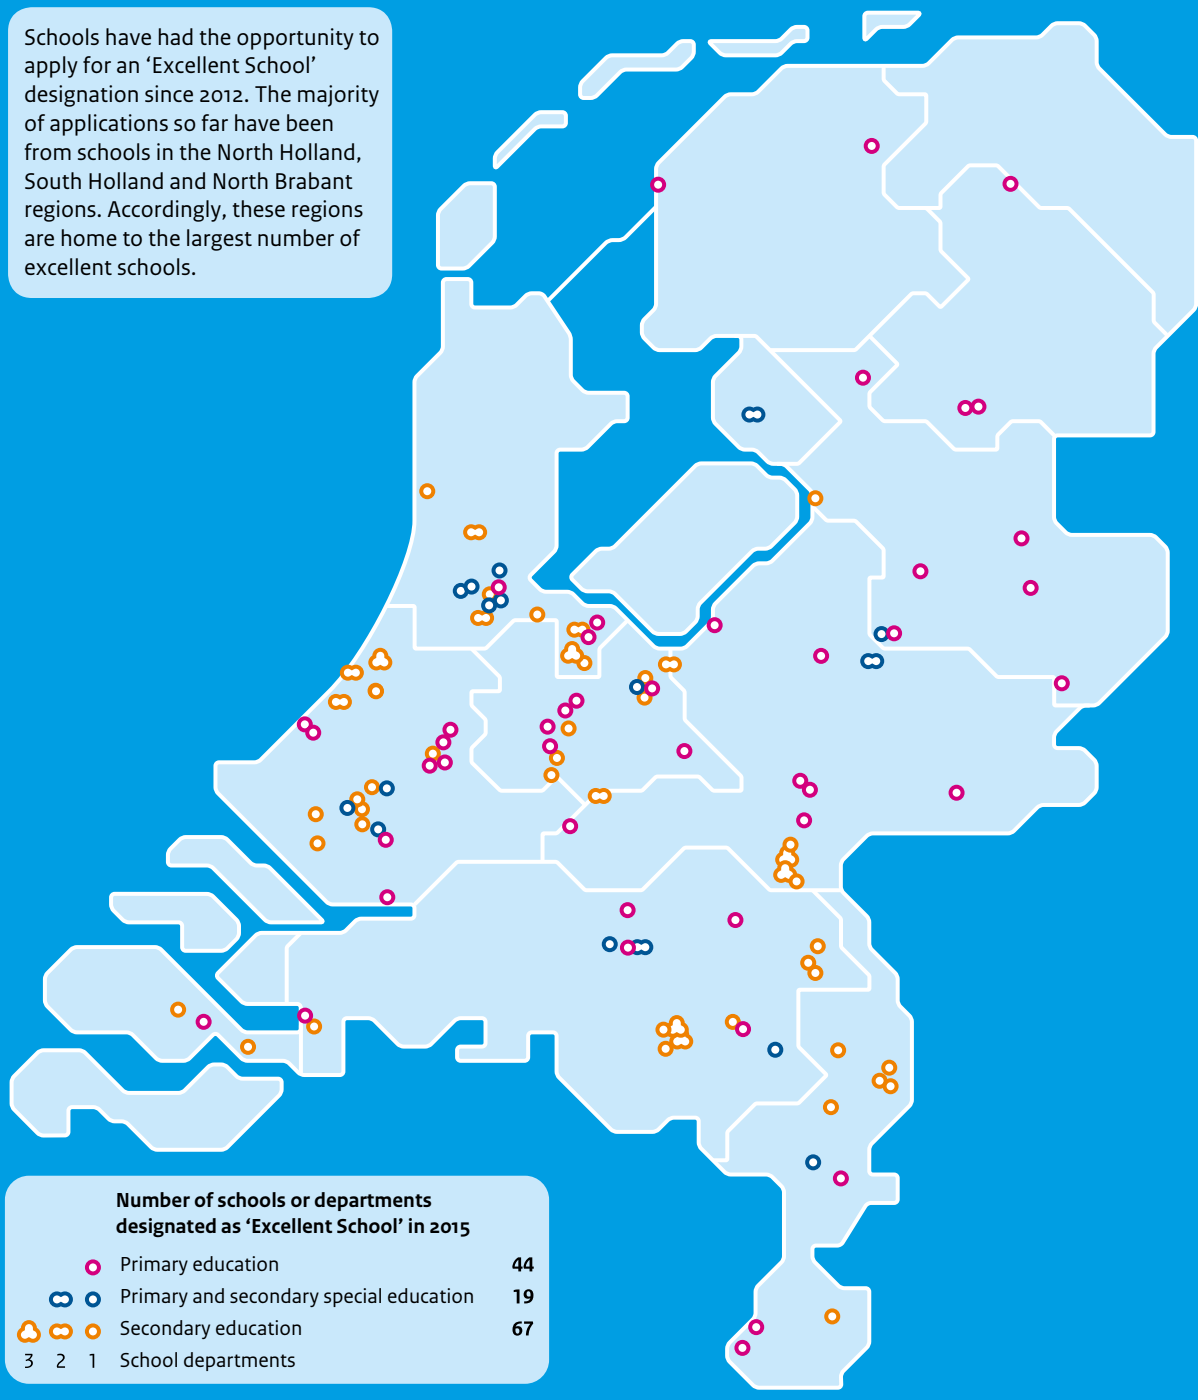 Schools have had the opportunity to
apply for an ‘Excellent School’
designation since 2012. The majority
of applications so far have been
from schools in the North Holland,
South Holland and North Brabant
regions. Accordingly, these regions
are home to the largest number of
excellent schools.
Number of schools or departments
designated as ‘Excellent School’ in 2015
Primary education 44
Primary and secondary special education 19
Secondary education 67
3 2 1 School departments